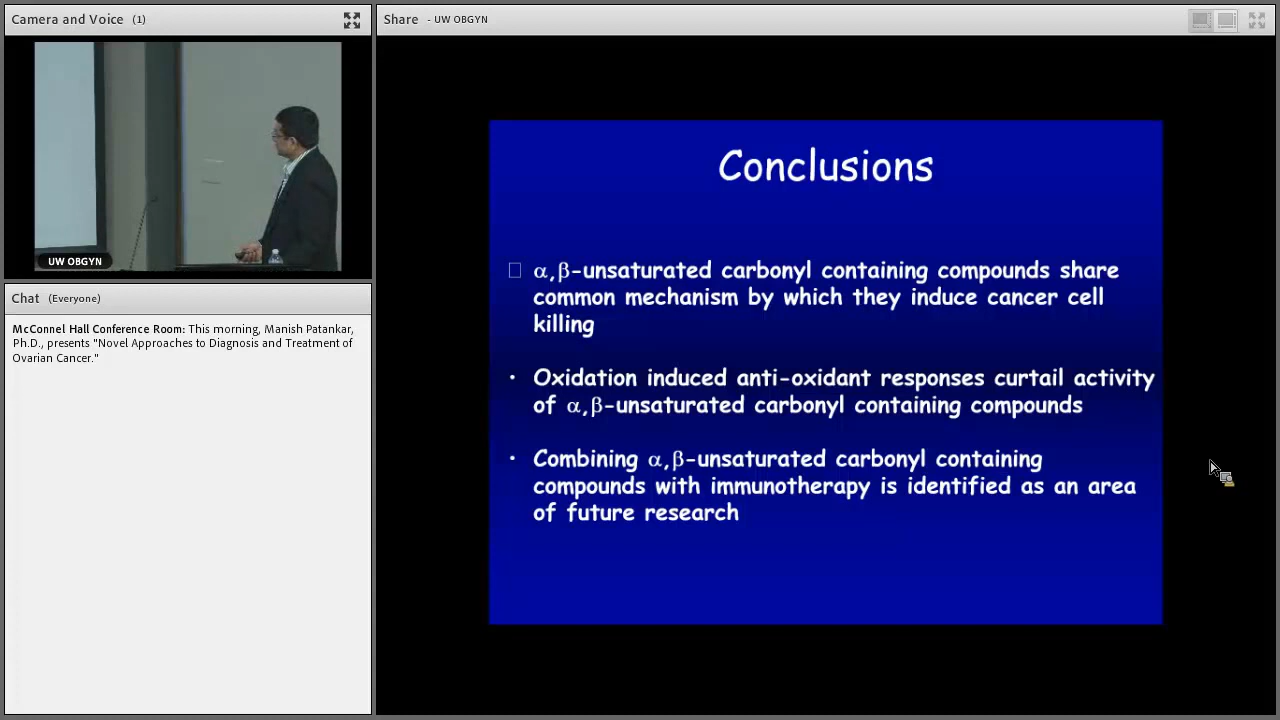 Camera and Voice (1)
UW OBGYN
Chat (Everyone)
McConnel Hall Conference Room: This morning, Manish Patankar,
Ph.D., presents "Novel Approaches to Diagnosis and Treatment of
Ovarian Cancer."
Share - UW OBGYN
Conclusions
α,β-unsaturated carbonyl containing compounds share
common mechanism by which they induce cancer cell
killing
• Oxidation induced anti-oxidant responses curtail activity
of α,β-unsaturated carbonyl containing compounds
• Combining α,β-unsaturated carbonyl containing
compounds with immunotherapy is identified as an area
of future research